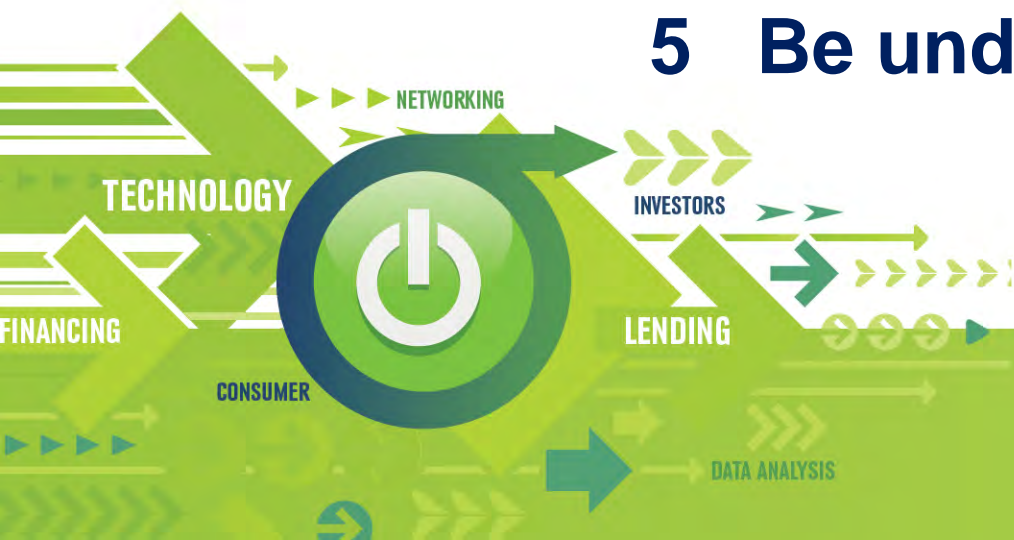 5 Be und
NETWORKING
TECHNOLOGY
INVESTORS
FINANCING
LENDING
CONSUMER
DATA ANALYSIS